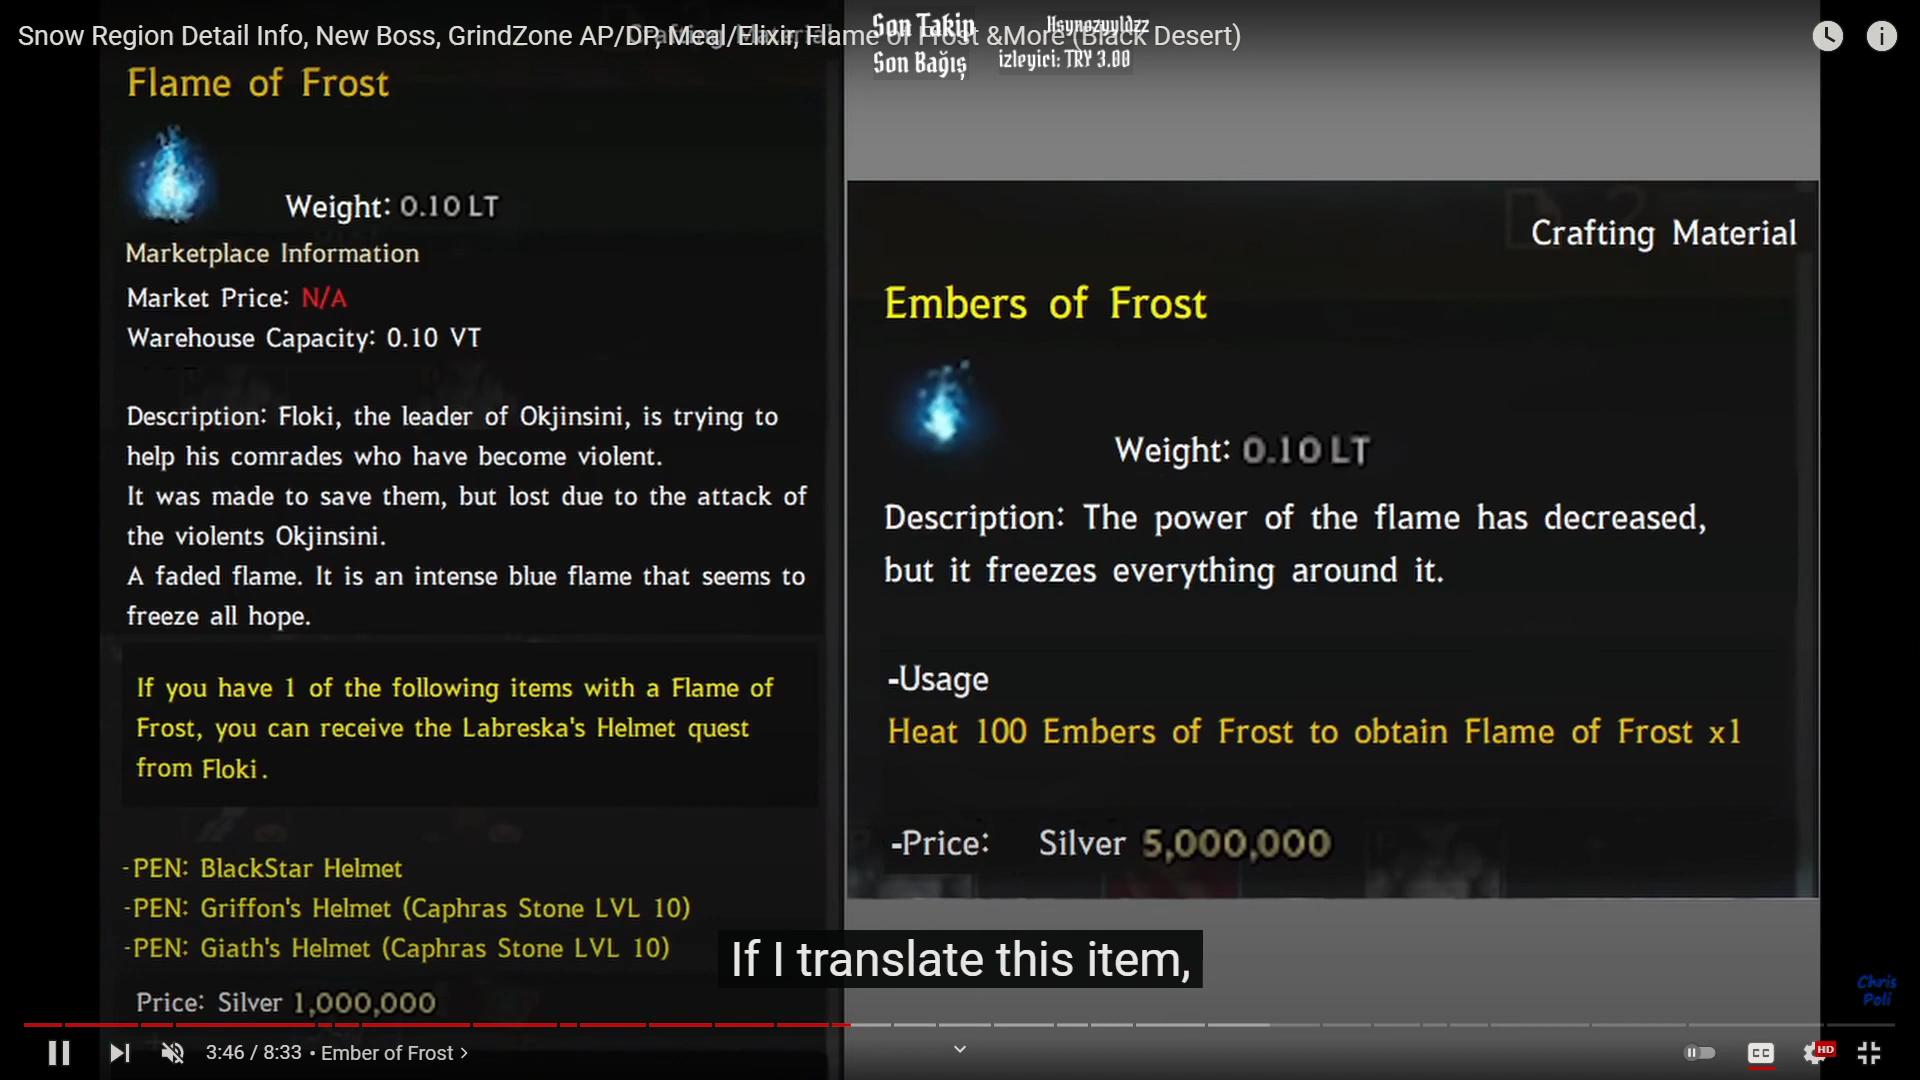 Snow Region Detail Info, New Boss, GrindZone AP/DP, Meal/Elixir, Flame of Frost &More (Black Desert)
Son Takip
Hsynozyyldzz
Son Bağış
izleyici: TRY 3.00
Flame of Frost
Weight: 0.10 LT
Marketplace Information
Market Price: N/A
Warehouse Capacity: 0.10 VT
Description: Floki, the leader of Okjinsini, is trying to
help his comrades who have become violent.
It was made to save them, but lost due to the attack of
the violents Okjinsini.
A faded flame. It is an intense blue flame that seems to
freeze all hope.
If you have 1 of the following items with a Flame of
Frost, you can receive the Labreska's Helmet quest
from Floki.
-PEN: BlackStar Helmet
-PEN: Griffon's Helmet (Caphras Stone LVL 10)
-PEN: Giath's Helmet (Caphras Stone LVL 10)
Price: Silver 1,000,000
Crafting Material
Embers of Frost
Weight: 0.10 LT
Description: The power of the flame has decreased,
but it freezes everything around it.
-Usage
Heat 100 Embers of Frost to obtain Flame of Frost x1
-Price: Silver 5,000,000
If I translate this item,
Chris
Poli
3:46 / 8:33 • Ember of Frost >
CC
HD